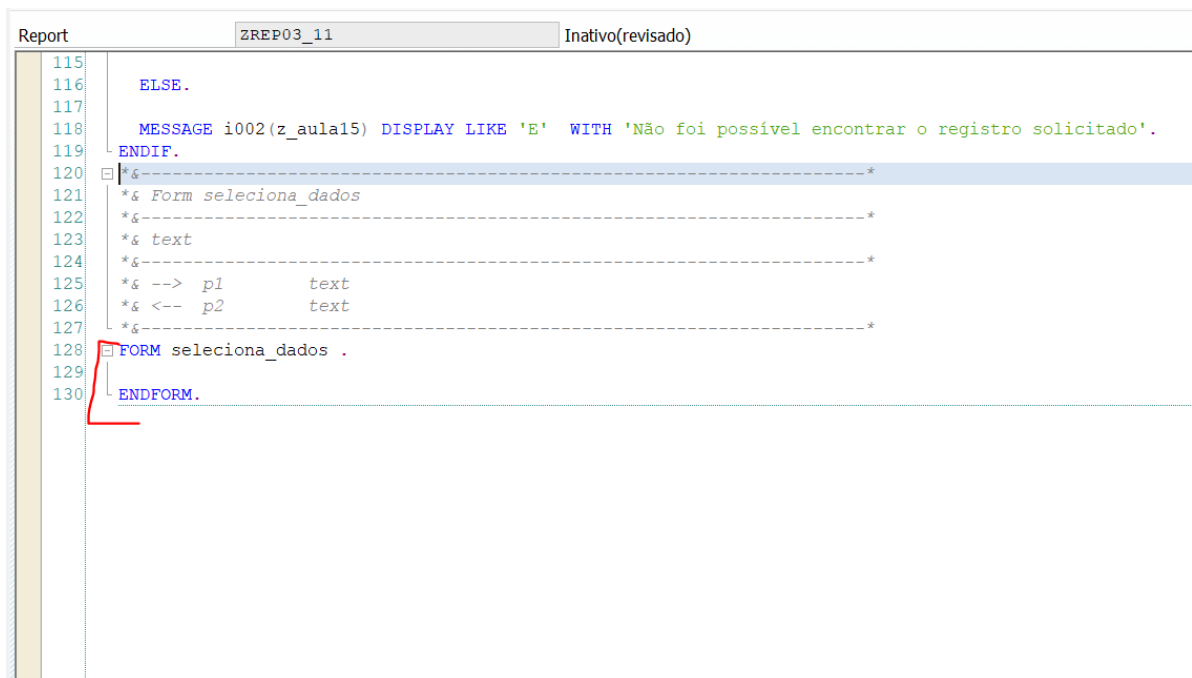 Report ZREP03_11 Inativo(revisado)
115
116 ELSE.
117
118 MESSAGE i002(z_aula15) DISPLAY LIKE 'E'  WITH 'Não foi possível encontrar o registro solicitado'.
119 ENDIF.
120 *&---------------------------------------------------------------------*
121 *& Form seleciona_dados
122 *&---------------------------------------------------------------------*
123 *& text
124 *&---------------------------------------------------------------------*
125 *& -->  p1        text
126 *& <--  p2        text
127 *&---------------------------------------------------------------------*
128 FORM seleciona_dados .
129
130 ENDFORM.